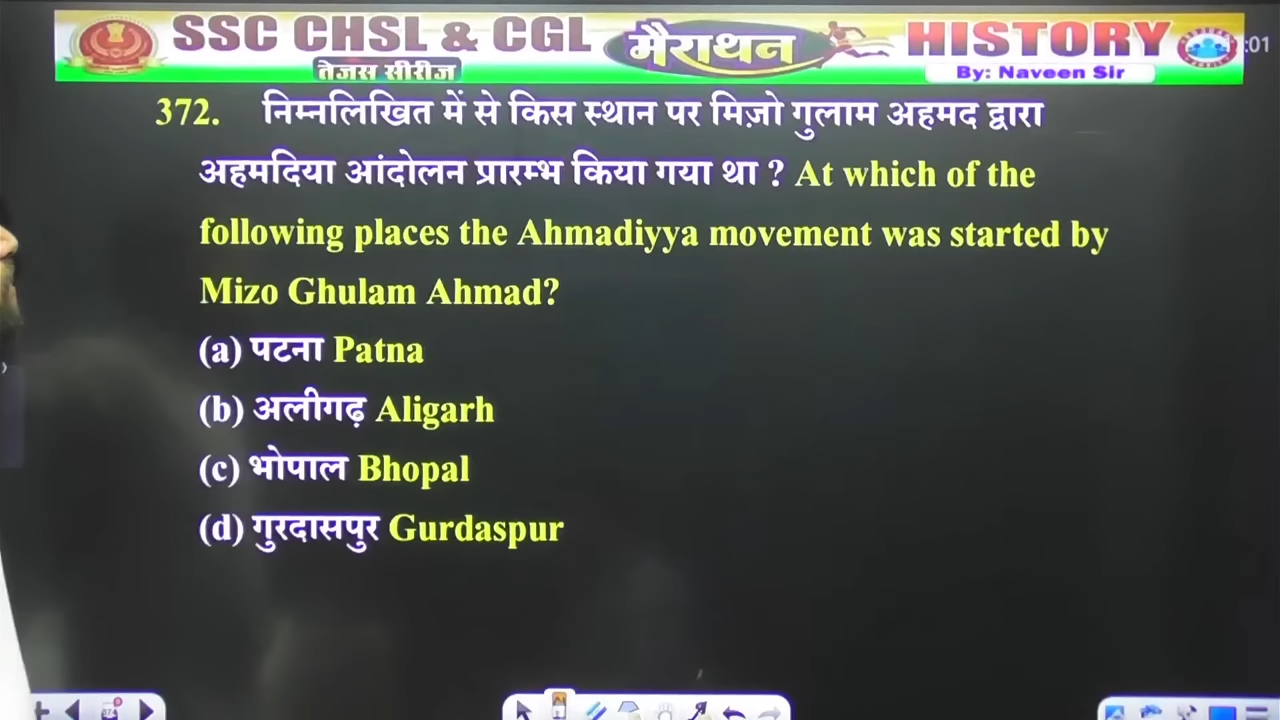 SSC CHSL & CGL मैराथन HISTORY :01
तेजस सीरीज By: Naveen Sir
372. निम्नलिखित में से किस स्थान पर मिज़ो गुलाम अहमद द्वारा
अहमदिया आंदोलन प्रारम्भ किया गया था ? At which of the
following places the Ahmadiyya movement was started by
Mizo Ghulam Ahmad?
(a) पटना Patna
(b) अलीगढ़ Aligarh
(c) भोपाल Bhopal
(d) गुरदासपुर Gurdaspur